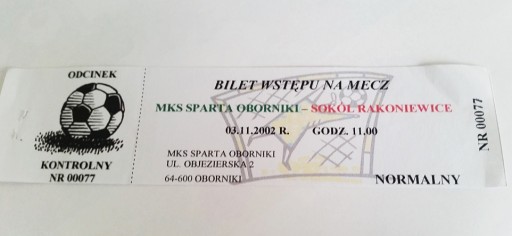 ODCINEK
KONTROLNY
NR 00077
BILET WSTĘPU NA MECZ
MKS SPARTA OBORNIKI – SOKÓŁ RAKONIEWICE
03.11.2002 R. GODZ. 11.00
MKS SPARTA OBORNIKI
UL. OBJEZIERSKA 2
64-600 OBORNIKI
NORMALNY
NR 00077